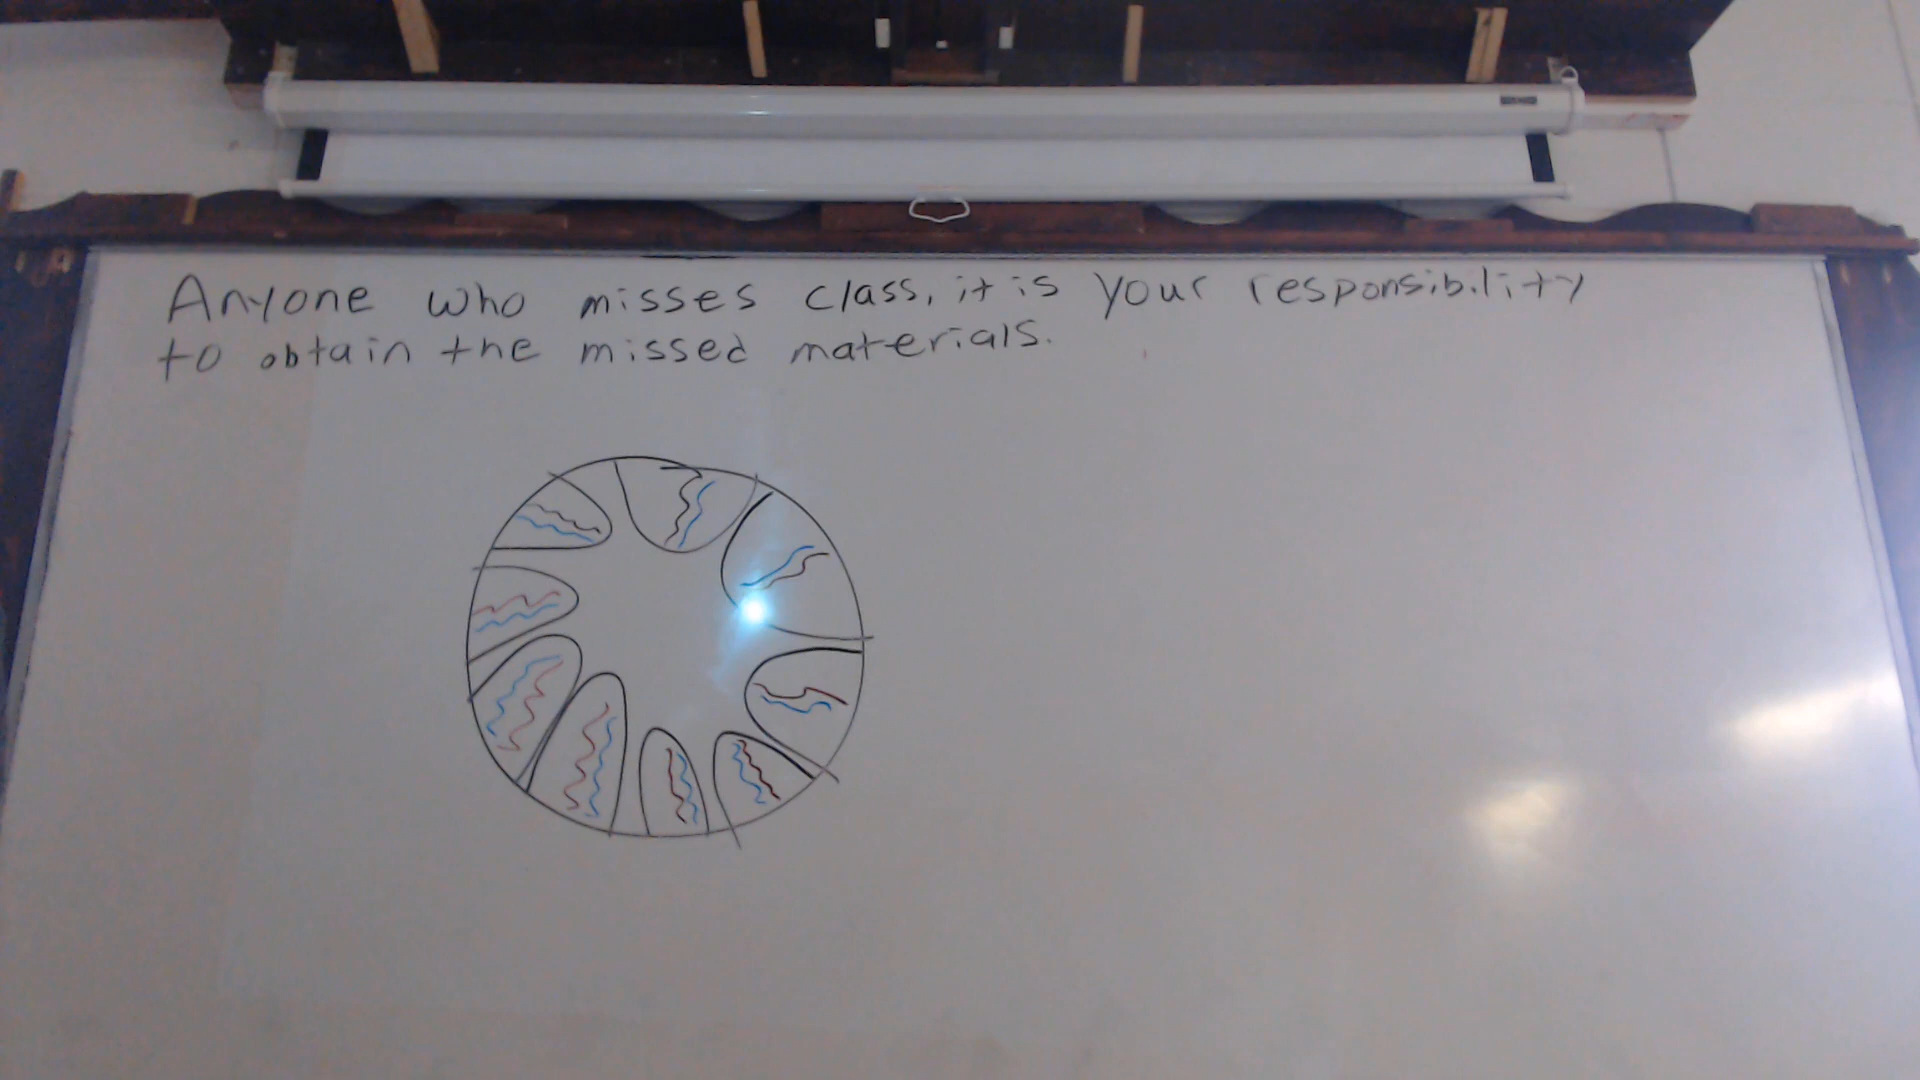 Anyone who misses class, it is your responsibility
to obtain the missed materials.